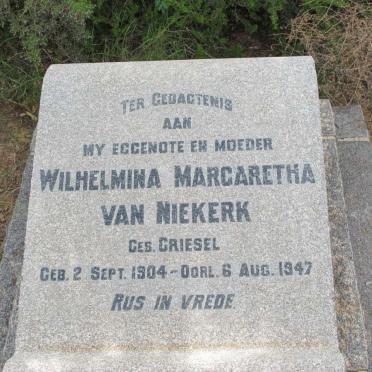 TER GEDAGTENIS
AAN
MY EGGENOTE EN MOEDER
WILHELMINA MARGARETHA
VAN NIEKERK
GES. GRIESEL
GEB. 2 SEPT. 1904 - OORL. 6 AUG. 1947
RUS IN VREDE.